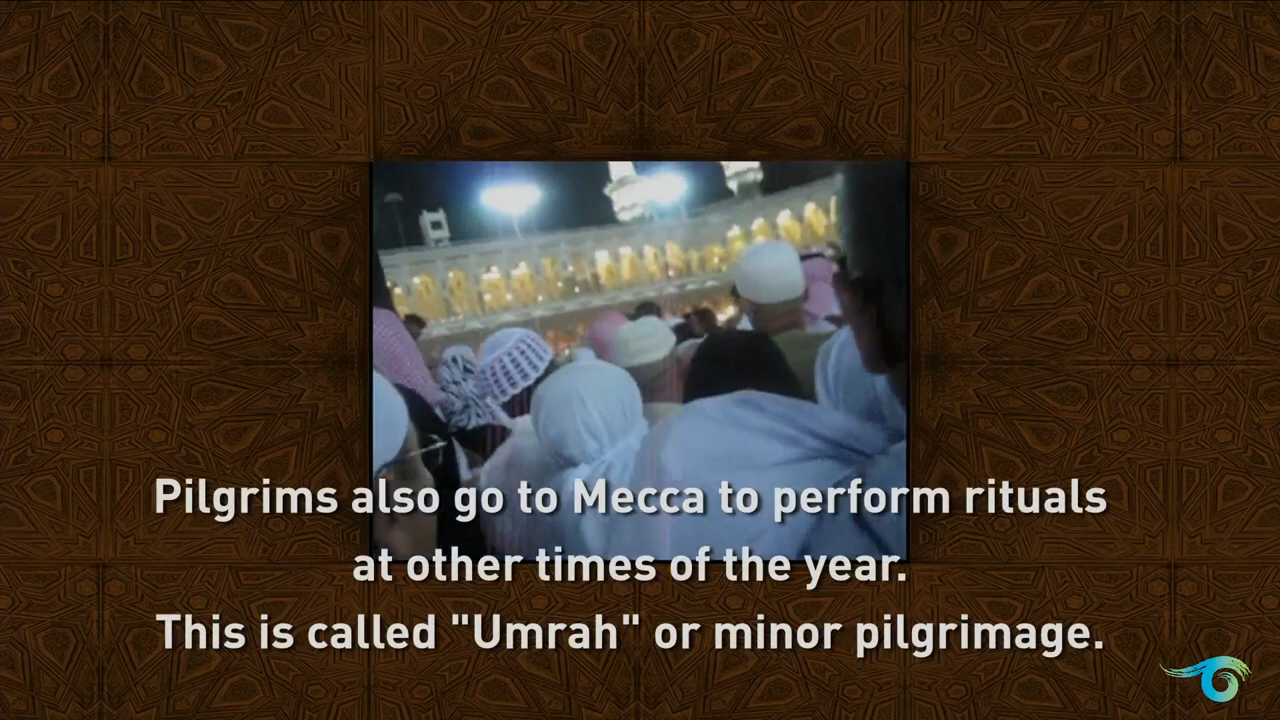 Pilgrims also go to Mecca to perform rituals
at other times of the year.
This is called "Umrah" or minor pilgrimage.